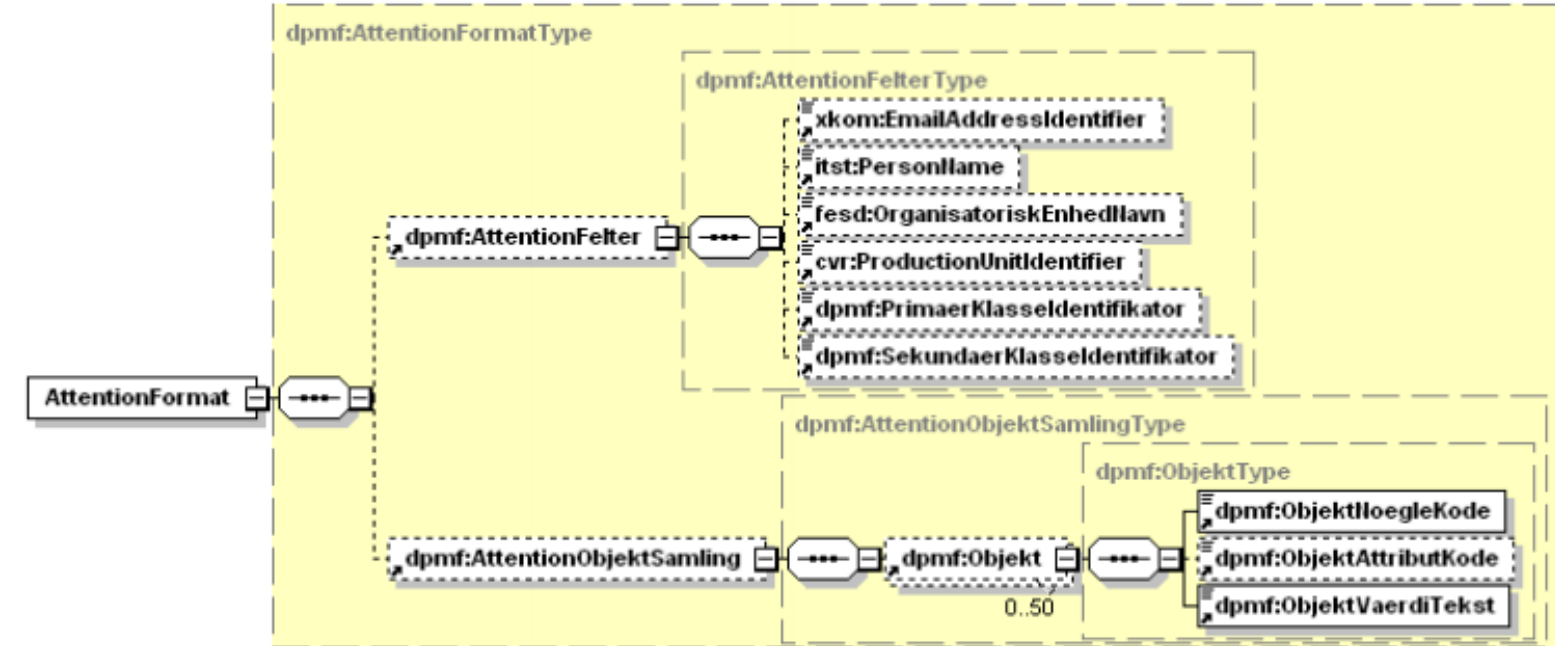 dpmf:AttentionFormatType
dpmf:AttentionFelterType
xkom:EmailAddressIdentifier
itst:PersonName
fesd:OrganisatoriskEnhedNavn
dpmf:AttentionFelter
cvr:ProductionUnitIdentifier
dpmf:PrimaerKlasseIdentifikator
dpmf:SekundaerKlasseIdentifikator
AttentionFormat
dpmf:AttentionObjektSamlingType
dpmf:ObjektType
dpmf:ObjektNoegleKode
dpmf:AttentionObjektSamling
dpmf:Objekt
dpmf:ObjektAttributKode
0..50
dpmf:ObjektVaerdiTekst